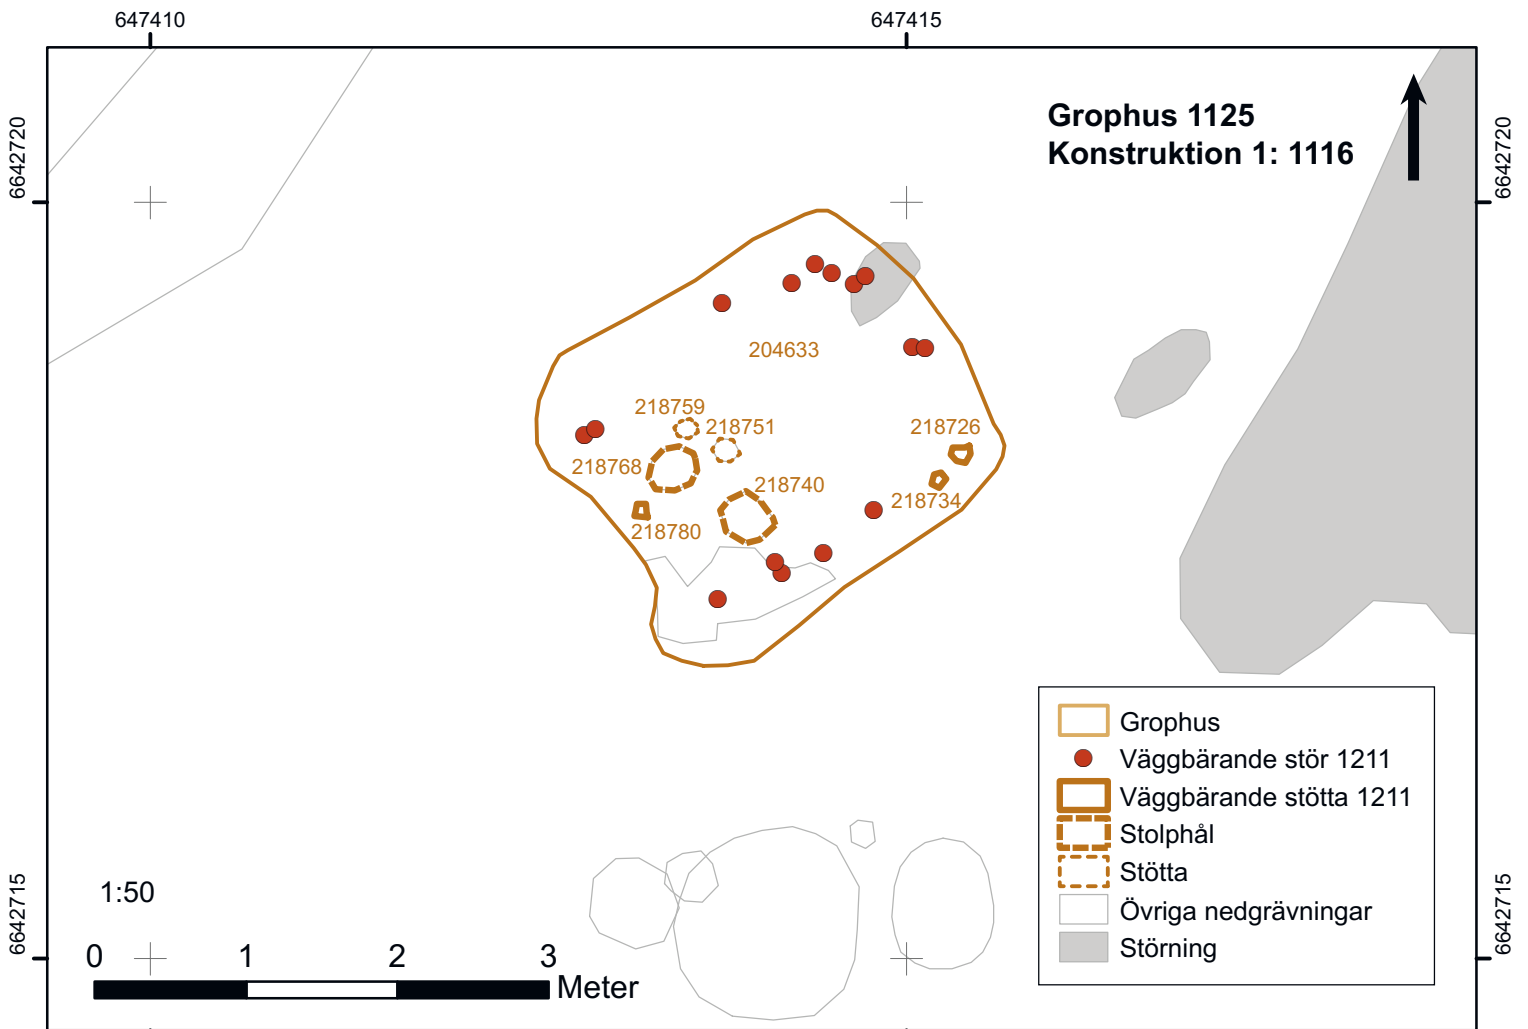 647410
647415
6642720
6642720
Grophus 1125
Konstruktion 1: 1116
204633
218759
218751
218726
218768
218740
218734
218780
Grophus
Väggbärande stör 1211
Väggbärande stötta 1211
Stolphål
Stötta
Övriga nedgrävningar
Störning
6642715
6642715
1:50
0 1 2 3
Meter